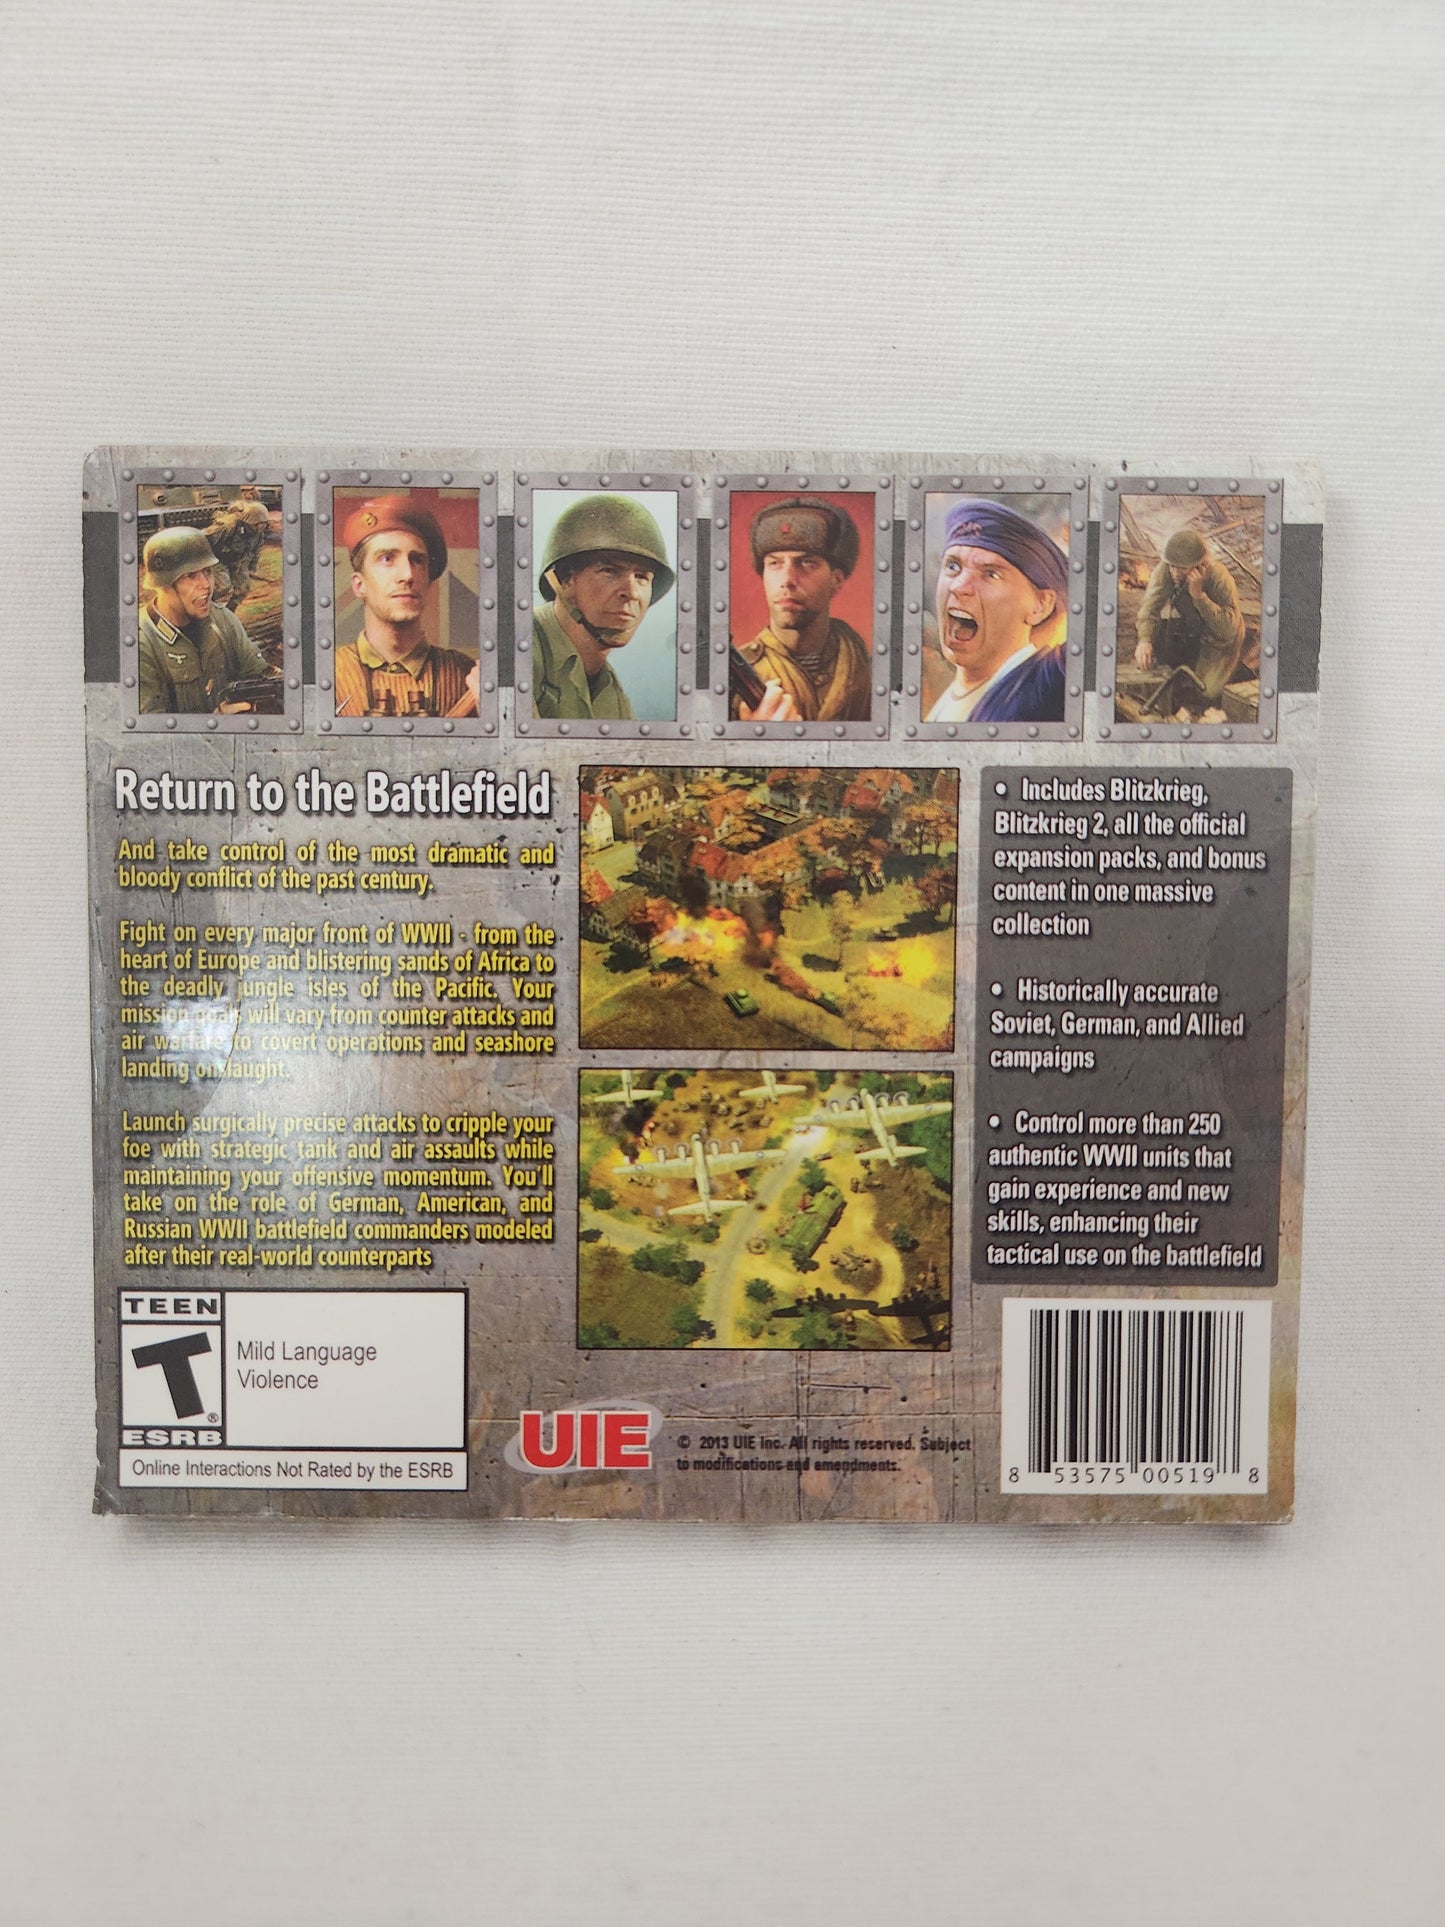 Return to the Battlefield
And take control of the most dramatic and
bloody conflict of the past century.
Fight on every major front of WWII - from the
heart of Europe and blistering sands of Africa to
the deadly jungle isles of the Pacific. Your
mission goals will vary from counter attacks and
air warfare to covert operations and seashore
landing onslaught.
Launch surgically precise attacks to cripple your
foe with strategic tank and air assaults while
maintaining your offensive momentum. You'll
take on the role of German, American, and
Russian WWII battlefield commanders modeled
after their real-world counterparts
• Includes Blitzkrieg,
Blitzkrieg 2, all the official
expansion packs, and bonus
content in one massive
collection
• Historically accurate
Soviet, German, and Allied
campaigns
• Control more than 250
authentic WWII units that
gain experience and new
skills, enhancing their
tactical use on the battlefield
TEEN
T®
ESRB
Mild Language
Violence
Online Interactions Not Rated by the ESRB
UIE
© 2013 UIE Inc. All rights reserved. Subject
to modifications and amendments.
8 53575 00519 8